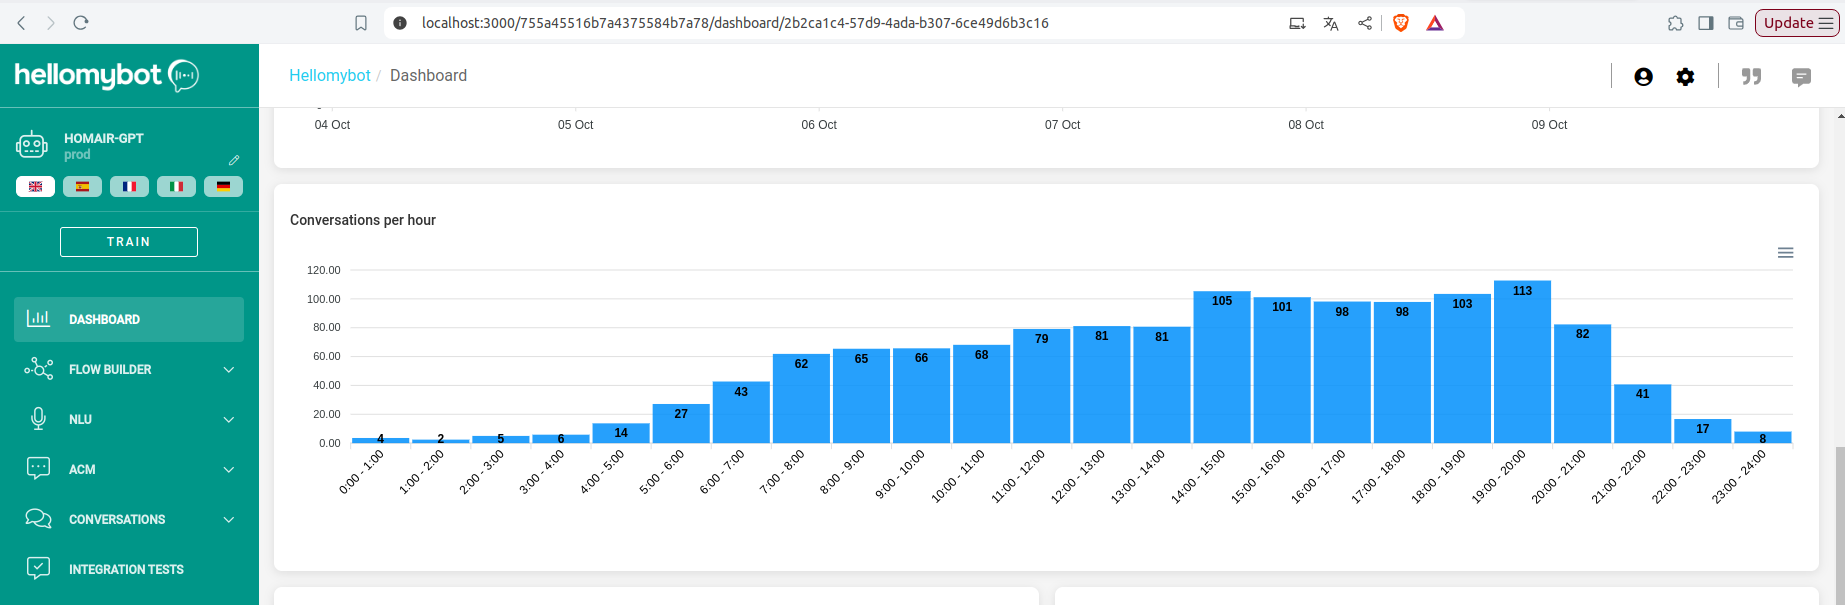 localhost:3000/755a45516b7a4375584b7a78/dashboard/2b2ca1c4-57d9-4ada-b307-6ce49d6b3c16
Update
hellomybot
Hellomybot / Dashboard
HOMAIR-GPT
prod
TRAIN
DASHBOARD
FLOW BUILDER
NLU
ACM
CONVERSATIONS
INTEGRATION TESTS
04 Oct 05 Oct 06 Oct 07 Oct 08 Oct 09 Oct
Conversations per hour
120.00
100.00
80.00
60.00
40.00
20.00
0.00
4 2 5 6 14 27 43 62 65 66 68 79 81 81 105 101 98 98 103 113 82 41 17 8
0:00 - 1:00 1:00 - 2:00 2:00 - 3:00 3:00 - 4:00 4:00 - 5:00 5:00 - 6:00 6:00 - 7:00 7:00 - 8:00 8:00 - 9:00 9:00 - 10:00 10:00 - 11:00 11:00 - 12:00 12:00 - 13:00 13:00 - 14:00 14:00 - 15:00 15:00 - 16:00 16:00 - 17:00 17:00 - 18:00 18:00 - 19:00 19:00 - 20:00 20:00 - 21:00 21:00 - 22:00 22:00 - 23:00 23:00 - 24:00